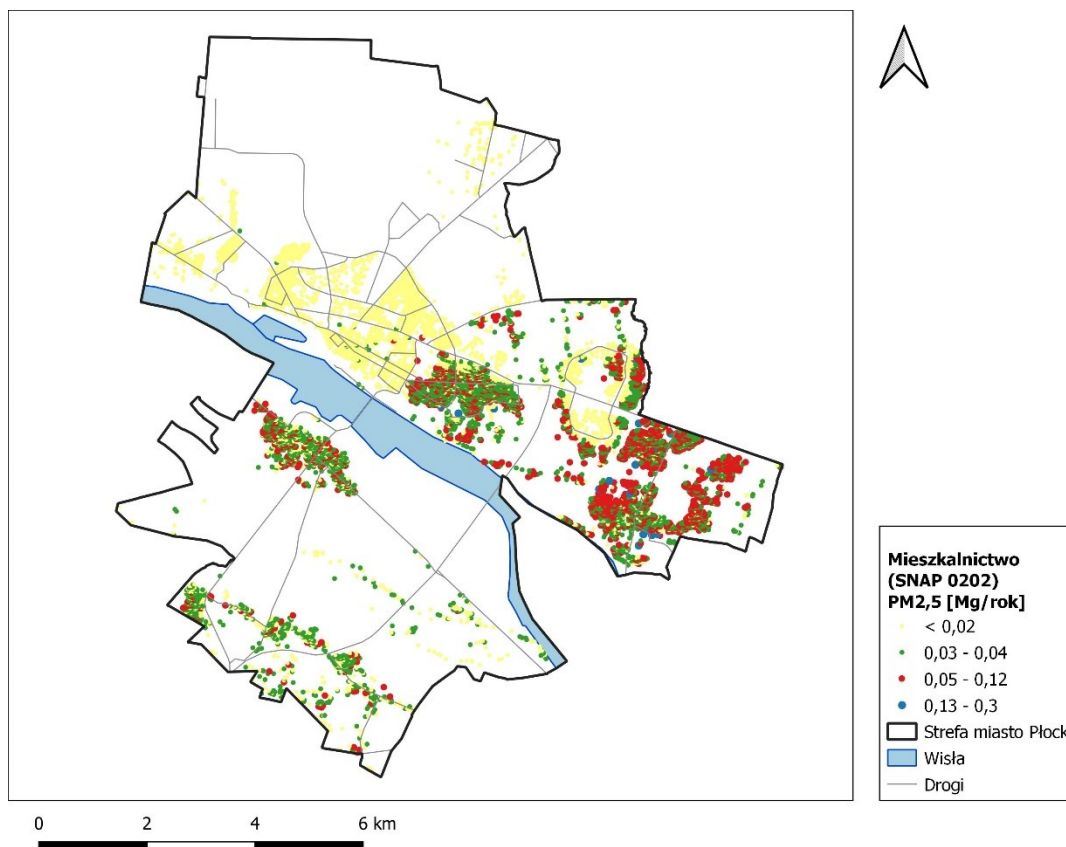 Mieszkalnictwo
(SNAP 0202)
PM2,5 [Mg/rok]
< 0,02
0,03 - 0,04
0,05 - 0,12
0,13 - 0,3
Strefa miasto Płock
Wisła
Drogi
0 2 4 6 km